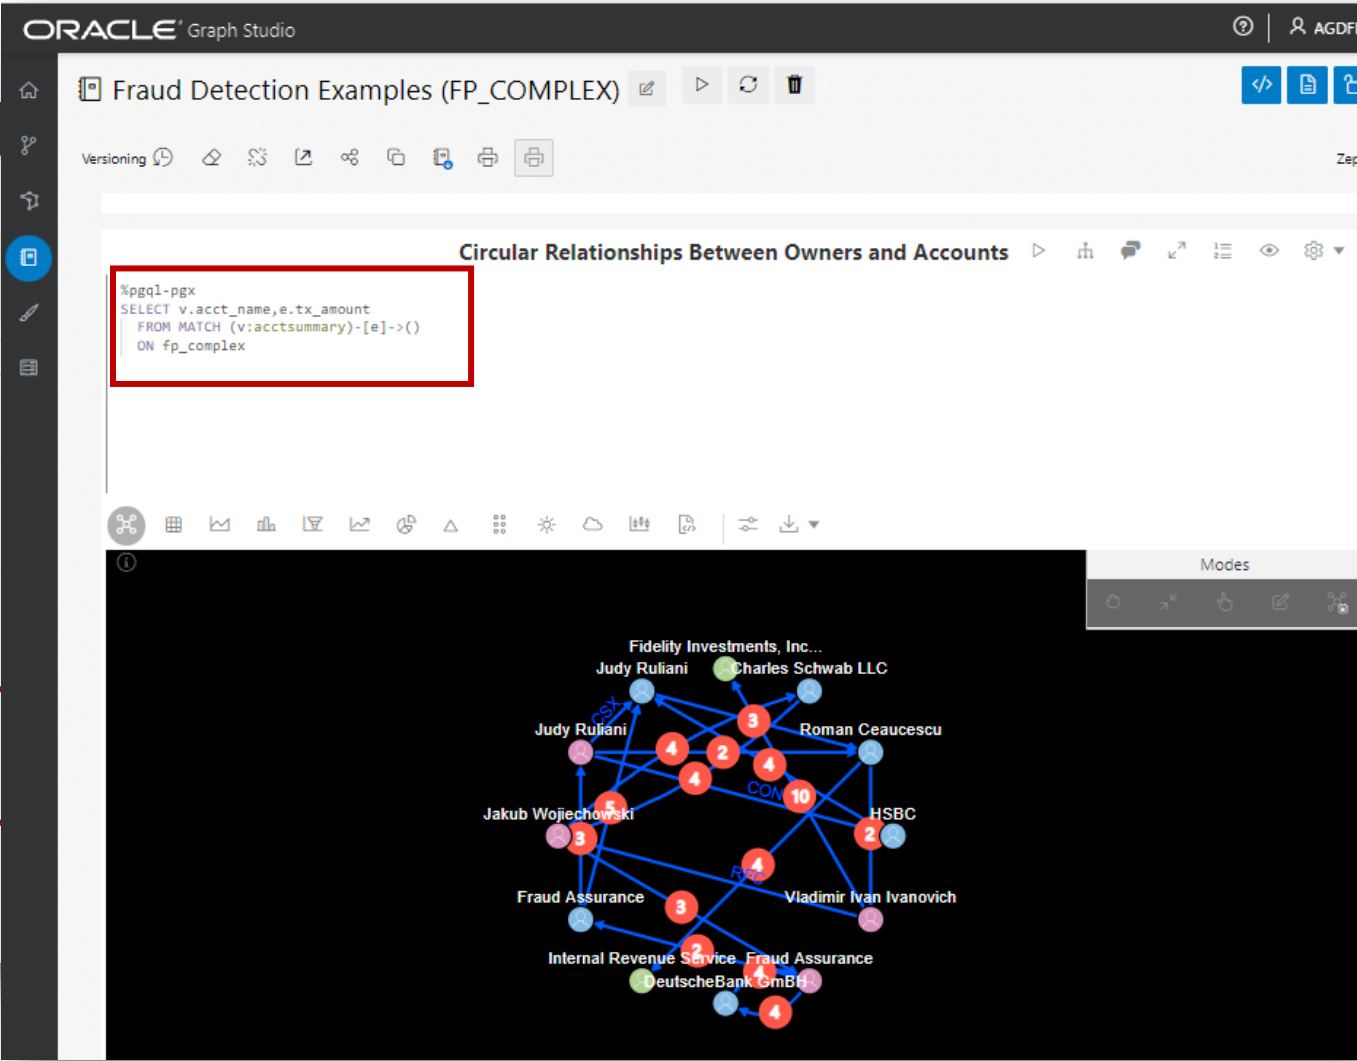 ORACLE Graph Studio
AGDF
Fraud Detection Examples (FP_COMPLEX)
Versioning
Circular Relationships Between Owners and Accounts
%pgql-pgx
SELECT v.acct_name,e.tx_amount
FROM MATCH (v:acctsummary)-[e]->()
ON fp_complex
Modes
Fidelity Investments, Inc...
Judy Ruliani
Charles Schwab LLC
CSX
3
Judy Ruliani
Roman Ceaucescu
4
2
4
4
CON
10
5
Jakub Wojiechowski
HSBC
3
2
4
Fraud Assurance
Vladimir Ivan Ivanovich
3
2
Internal Revenue Service
Fraud Assurance
4
DeutscheBank GmBH
4